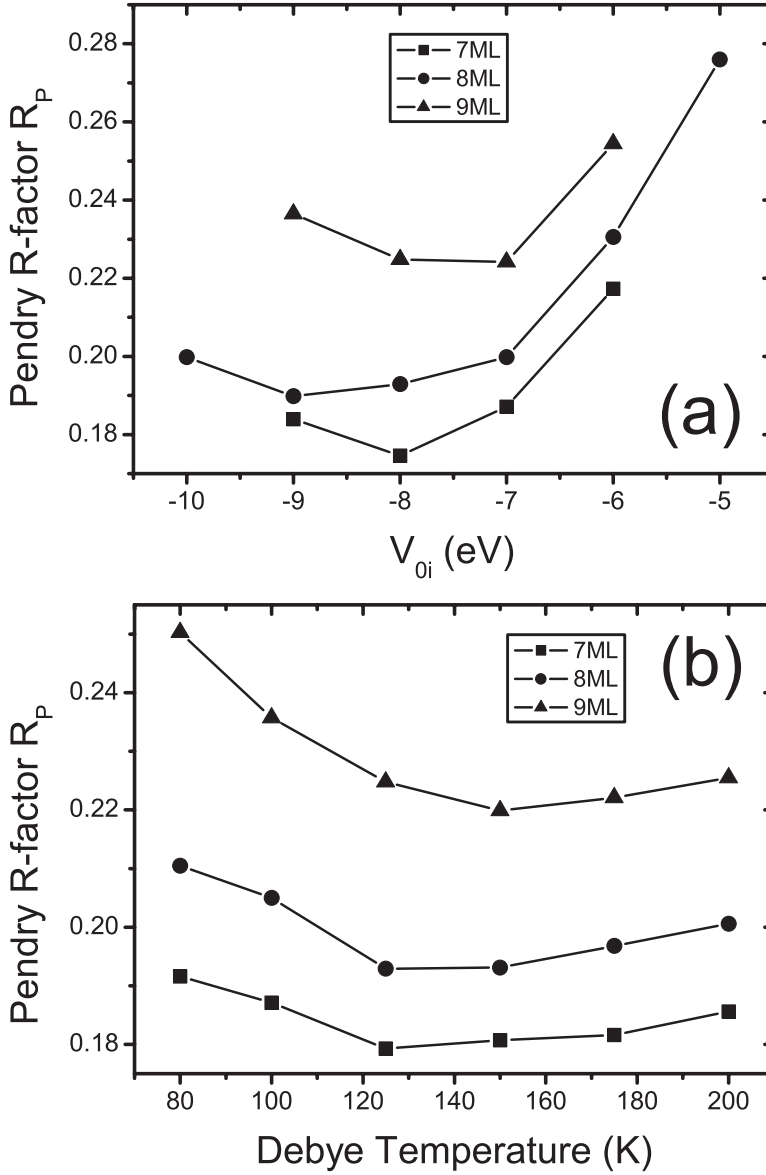 Pendry R-factor R_P
0.28
0.26
0.24
0.22
0.20
0.18
7ML
8ML
9ML
(a)
-10 -9 -8 -7 -6 -5
V_0i (eV)
Pendry R-factor R_P
0.24
0.22
0.20
0.18
7ML
8ML
9ML
(b)
80 100 120 140 160 180 200
Debye Temperature (K)